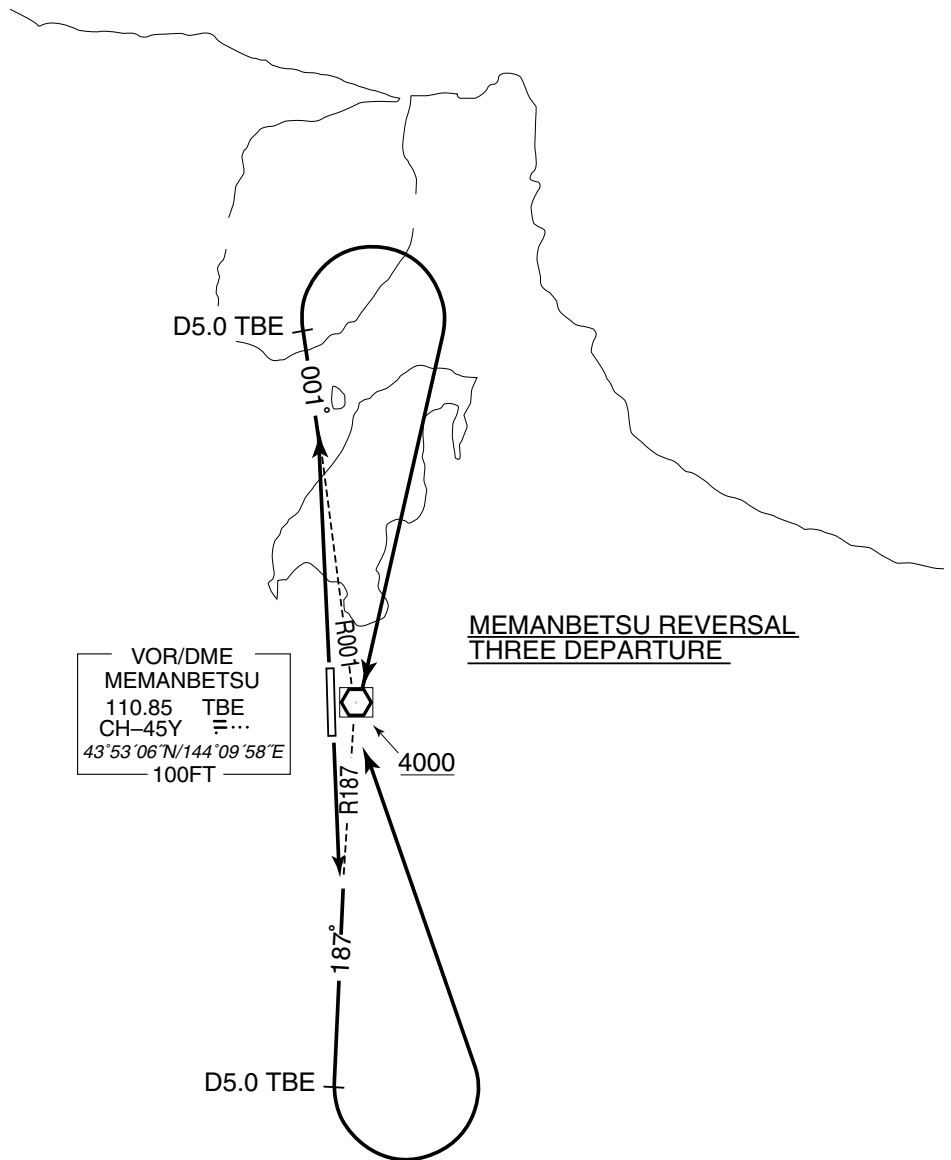 D5.0 TBE
001°
R001
MEMANBETSU REVERSAL
THREE DEPARTURE
VOR/DME
MEMANBETSU
110.85 TBE
CH–45Y
43°53´06˝N/144°09´58˝E
100FT
4000
R187
187°
D5.0 TBE